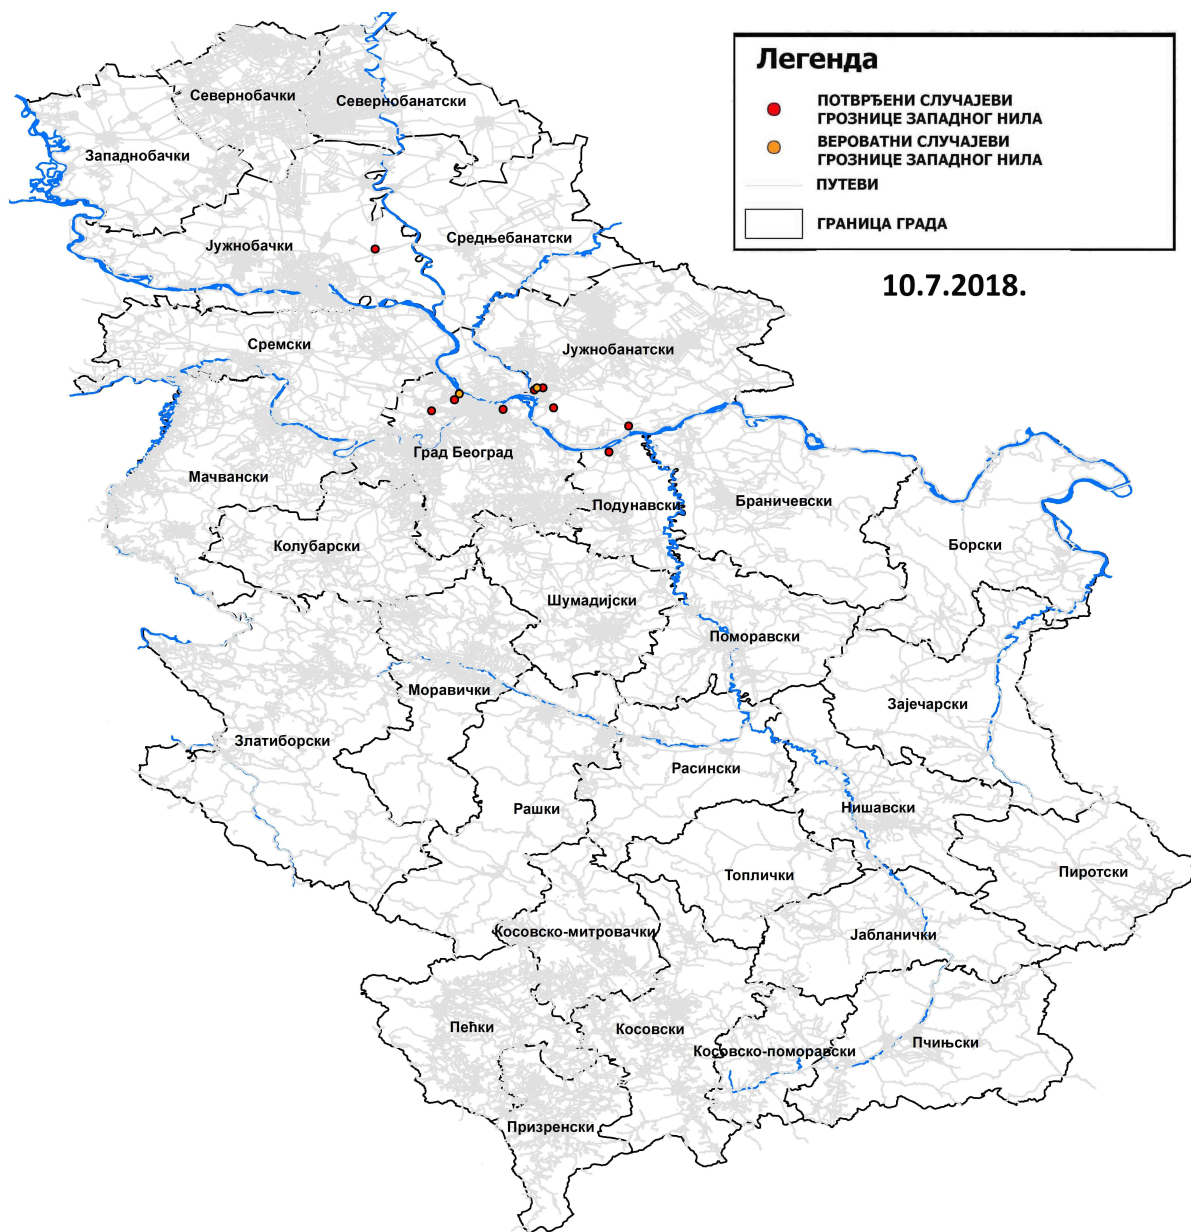 Легенда
ПОТВРЂЕНИ СЛУЧАЈЕВИ
ГРОЗНИЦЕ ЗАПАДНОГ НИЛА
ВЕРОВАТНИ СЛУЧАЈЕВИ
ГРОЗНИЦЕ ЗАПАДНОГ НИЛА
ПУТЕВИ
ГРАНИЦА ГРАДА
10.7.2018.
Севернобачки
Севернобанатски
Западнобачки
Јужнобачки
Средњебанатски
Сремски
Јужнобанатски
Град Београд
Мачвански
Подунавски
Браничевски
Колубарски
Борски
Шумадијски
Поморавски
Моравички
Зајечарски
Златиборски
Расински
Рашки
Нишавски
Топлички
Пиротски
Косовско-митровачки
Јабланички
Пећки
Косовски
Косовско-поморавски
Пчињски
Призренски